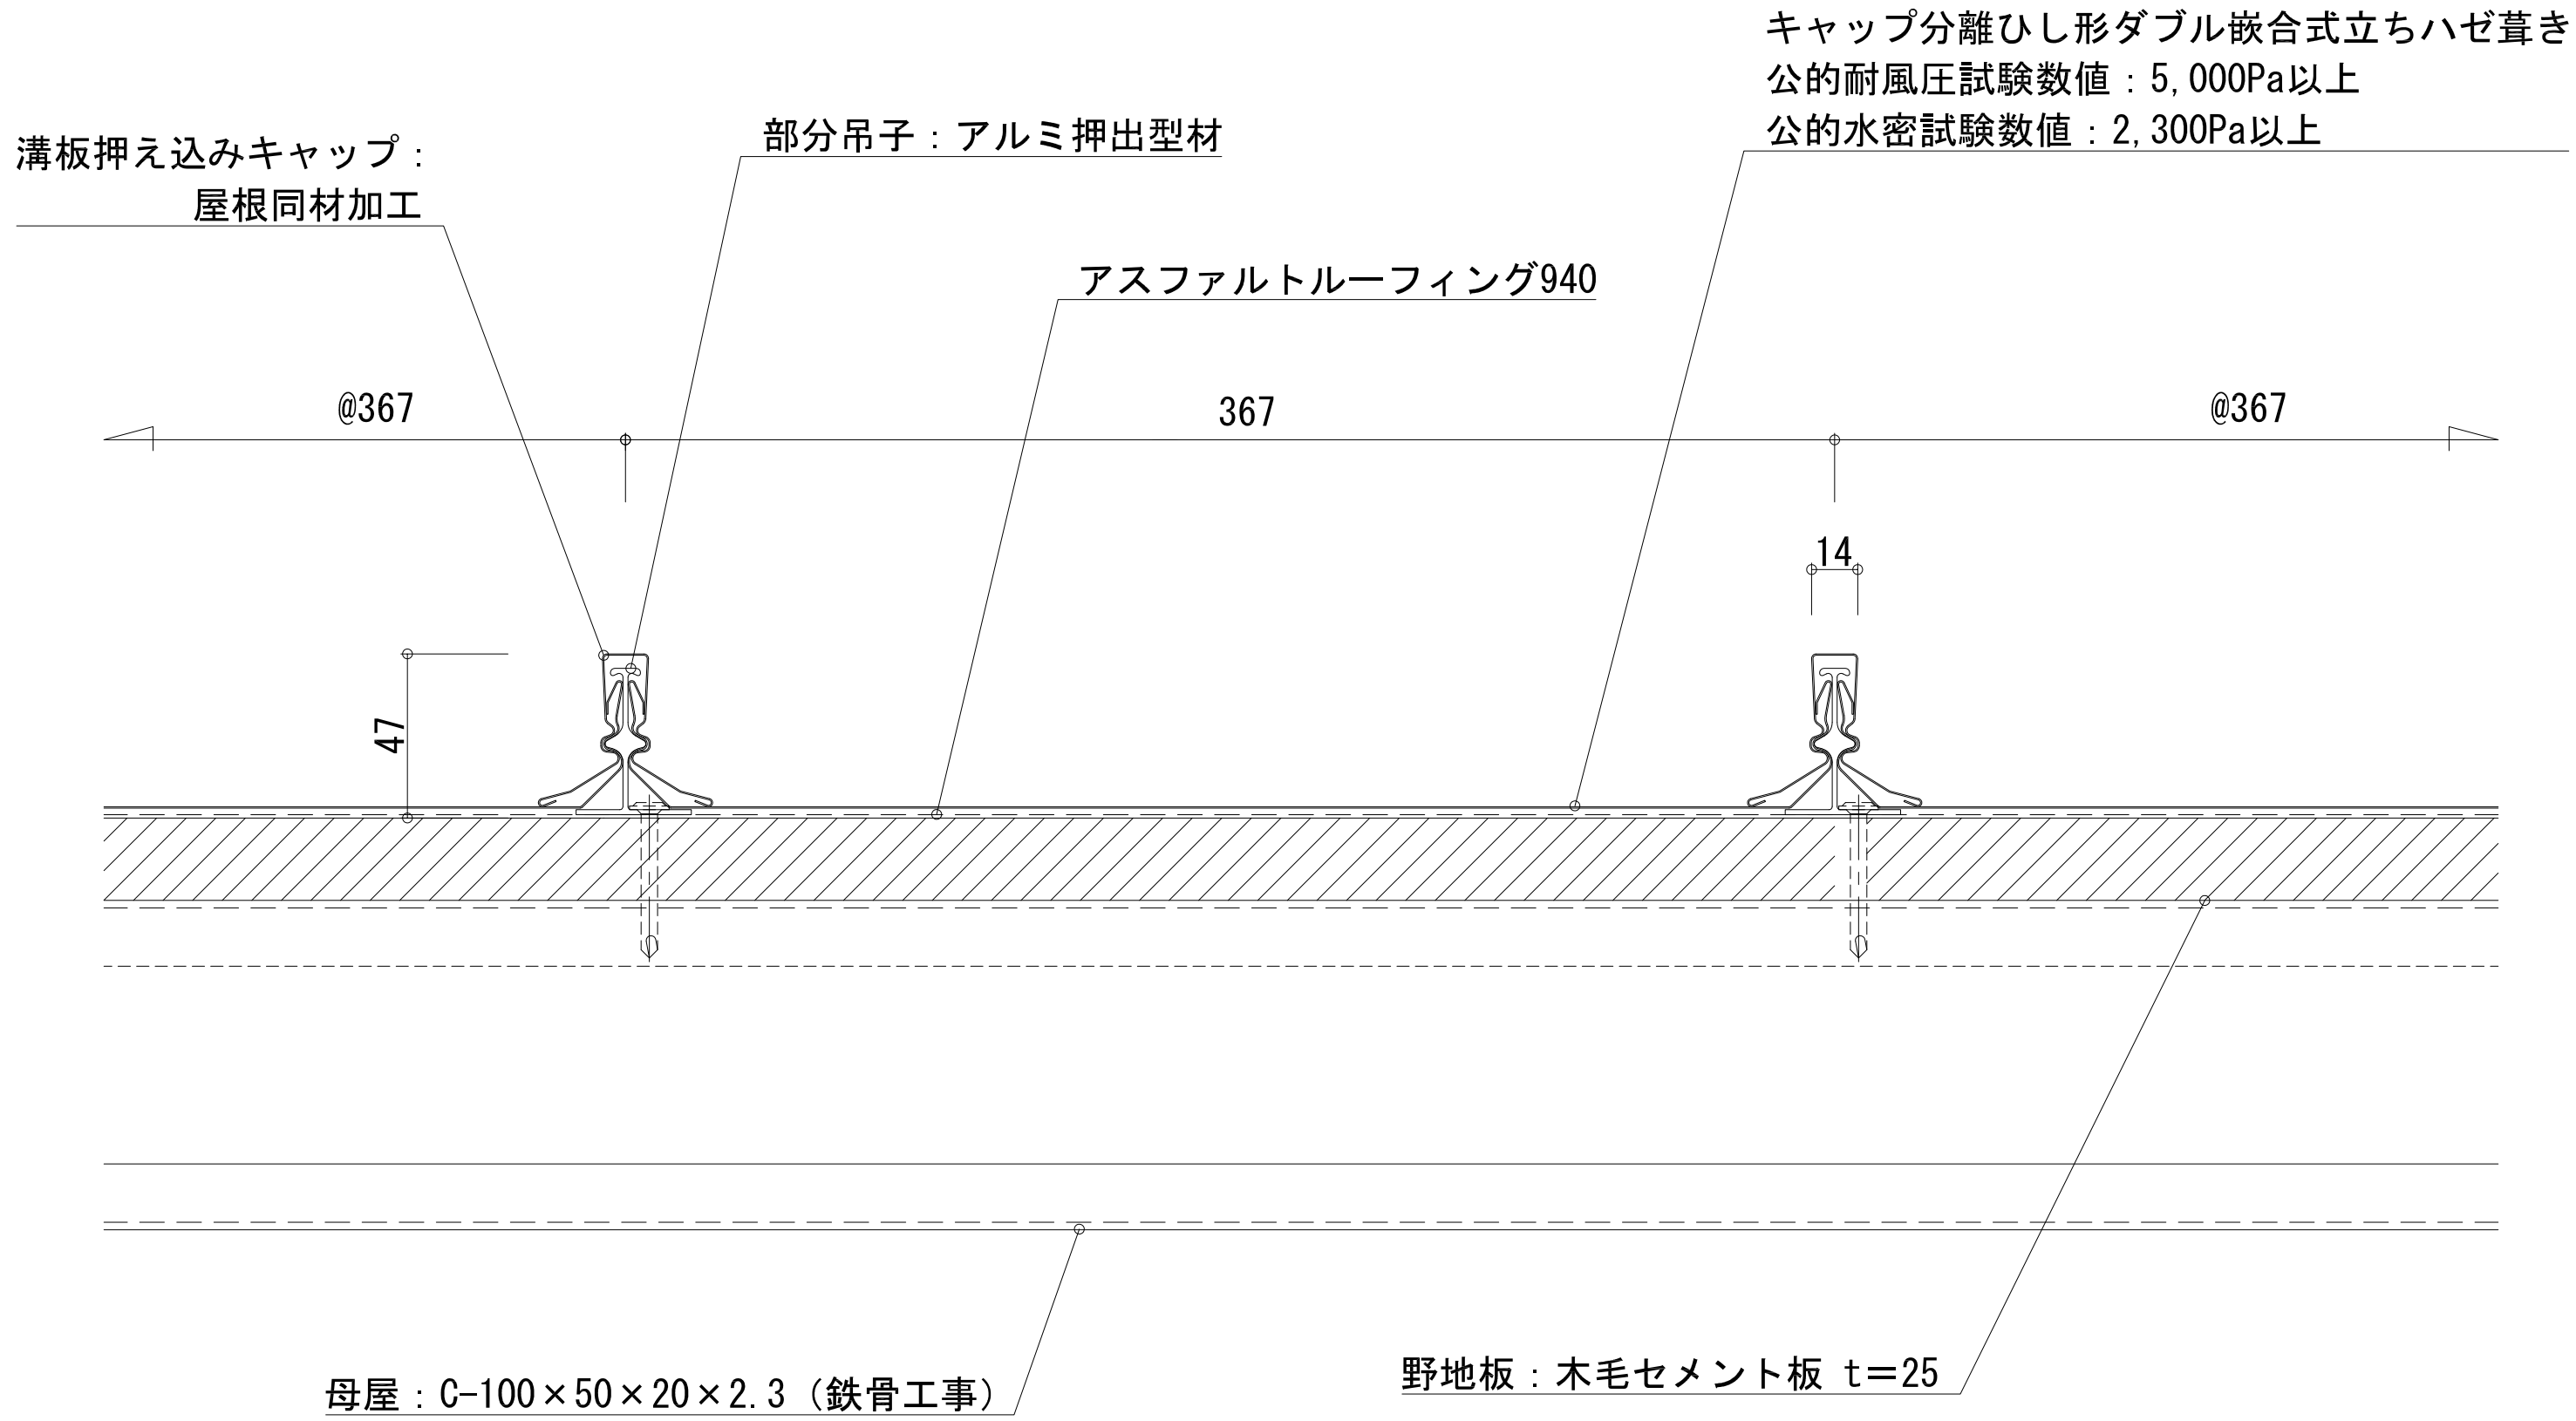 キャップ分離ひし形ダブル嵌合式立ちハゼ葺き
公的耐風圧試験数値：5,000Pa以上
公的水密試験数値：2,300Pa以上
部分吊子：アルミ押出型材
溝板押え込みキャップ：
屋根同材加工
アスファルトルーフィング940
@367
367
@367
14
47
野地板：木毛セメント板 t＝25
母屋：C-100×50×20×2.3（鉄骨工事）